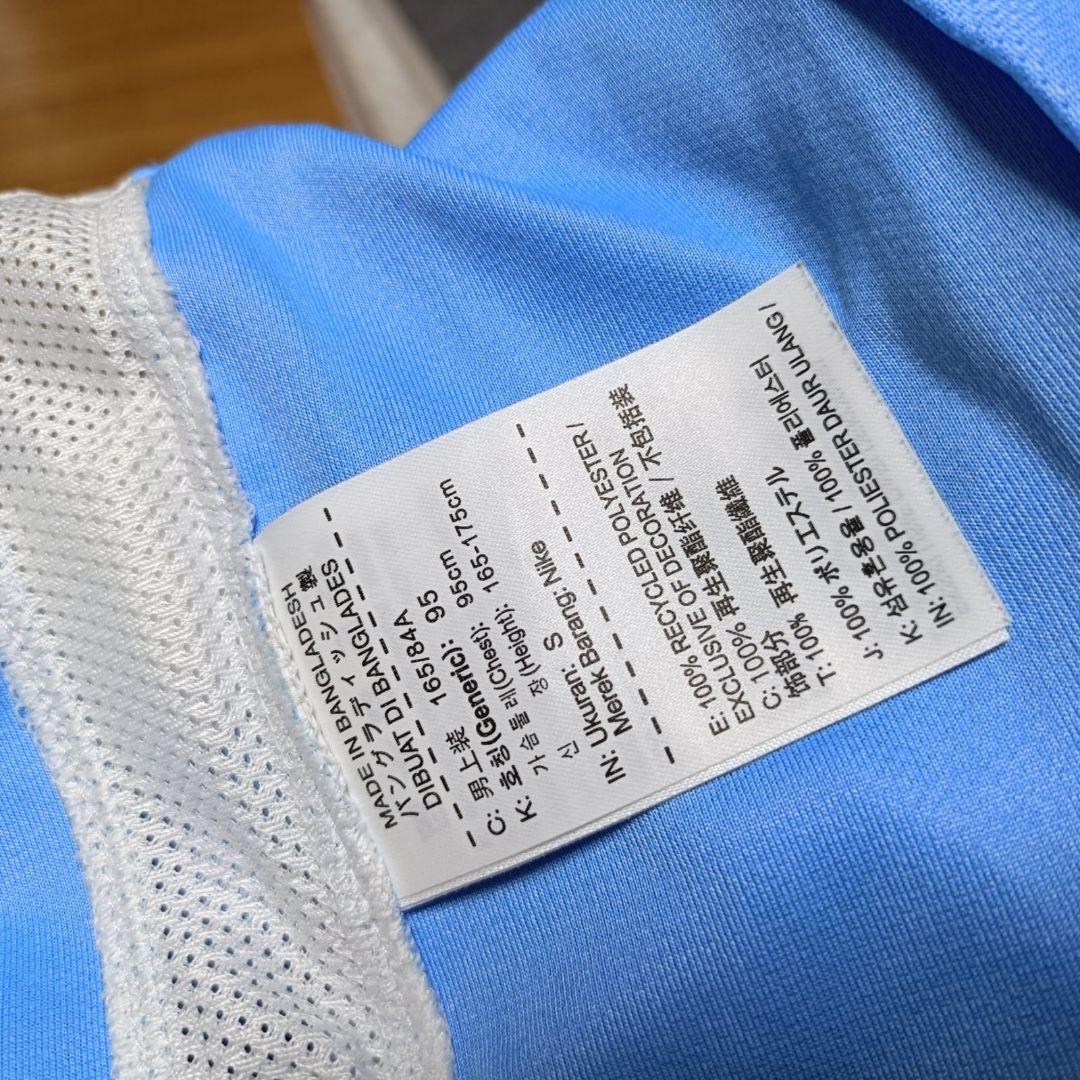 MADE IN BANGLADESH
バングラディッシュ製
DIBUAT DI BANGLADES
C: 男上装 165/84A
K: 호칭(Generic): 95
가슴둘레(Chest): 95cm
신 장(Height): 165-175cm
IN: Ukuran: S
Merek Barang: Nike
E: 100% RECYCLED POLYESTER/
EXCLUSIVE OF DECORATION
C: 100% 再生聚酯纤维 / 不包括装
饰部分
T: 100% 再生聚酯纖維
J: 100% ポリエステル
K: 섬유혼용율 / 100% 폴리에스터
IN: 100% POLIESTER DAUR ULANG/